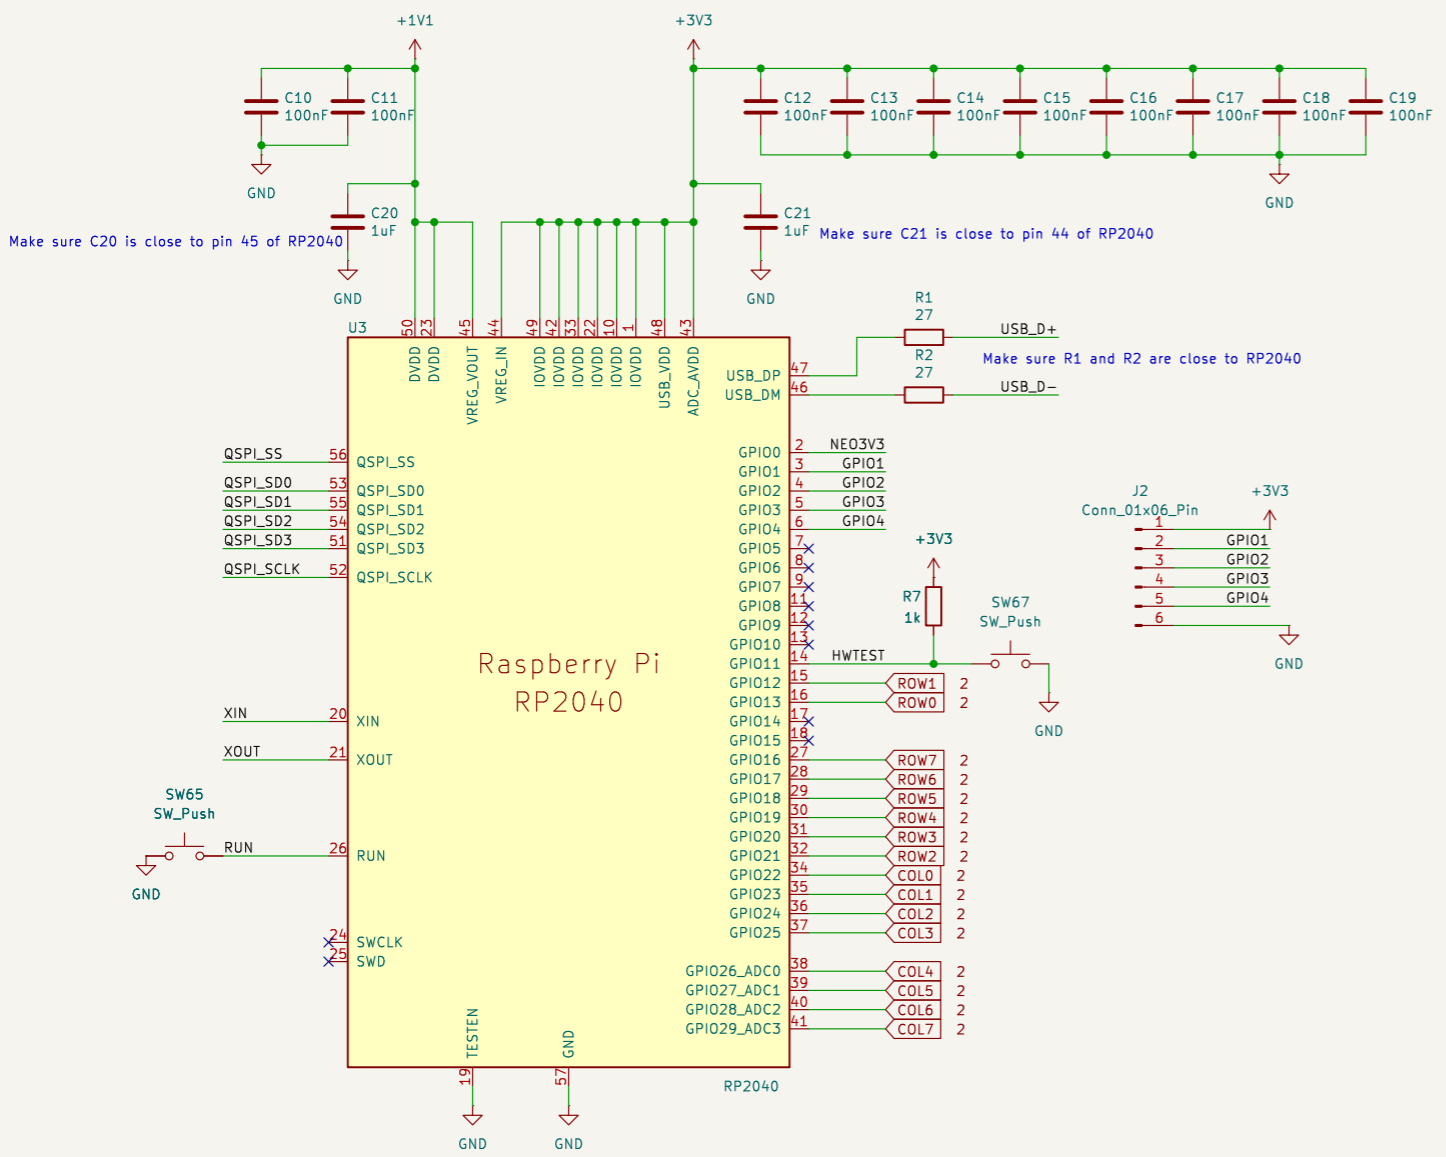 +1V1
+3V3
C10
100nF
C11
100nF
C12
100nF
C13
100nF
C14
100nF
C15
100nF
C16
100nF
C17
100nF
C18
100nF
C19
100nF
GND
GND
C20
1uF
Make sure C20 is close to pin 45 of RP2040
GND
C21
1uF
Make sure C21 is close to pin 44 of RP2040
GND
U3
50
23
45
44
49
42
33
22
10
1
48
43
DVDD
DVDD
VREG_VOUT
VREG_IN
IOVDD
IOVDD
IOVDD
IOVDD
IOVDD
IOVDD
USB_VDD
ADC_AVDD
R1
27
USB_D+
R2
27
Make sure R1 and R2 are close to RP2040
USB_D-
USB_DP 47
USB_DM 46
QSPI_SS 56 QSPI_SS
QSPI_SD0 53 QSPI_SD0
QSPI_SD1 55 QSPI_SD1
QSPI_SD2 54 QSPI_SD2
QSPI_SD3 51 QSPI_SD3
QSPI_SCLK 52 QSPI_SCLK
XIN 20 XIN
XOUT 21 XOUT
SW65
SW_Push
RUN 26 RUN
GND
24 SWCLK
25 SWD
Raspberry Pi
RP2040
GPIO0 2 NEO3V3
GPIO1 3 GPIO1
GPIO2 4 GPIO2
GPIO3 5 GPIO3
GPIO4 6 GPIO4
GPIO5 7
GPIO6 8
GPIO7 9
GPIO8 11
GPIO9 12
GPIO10 13
GPIO11 14 HWTEST
GPIO12 15 ROW1 2
GPIO13 16 ROW0 2
GPIO14 17
GPIO15 18
GPIO16 27 ROW7 2
GPIO17 28 ROW6 2
GPIO18 29 ROW5 2
GPIO19 30 ROW4 2
GPIO20 31 ROW3 2
GPIO21 32 ROW2 2
GPIO22 34 COL0 2
GPIO23 35 COL1 2
GPIO24 36 COL2 2
GPIO25 37 COL3 2
GPIO26_ADC0 38 COL4 2
GPIO27_ADC1 39 COL5 2
GPIO28_ADC2 40 COL6 2
GPIO29_ADC3 41 COL7 2
+3V3
R7
1k
SW67
SW_Push
GND
J2
Conn_01x06_Pin
+3V3
1
2 GPIO1
3 GPIO2
4 GPIO3
5 GPIO4
6
GND
TESTEN
GND
19
57
RP2040
GND
GND